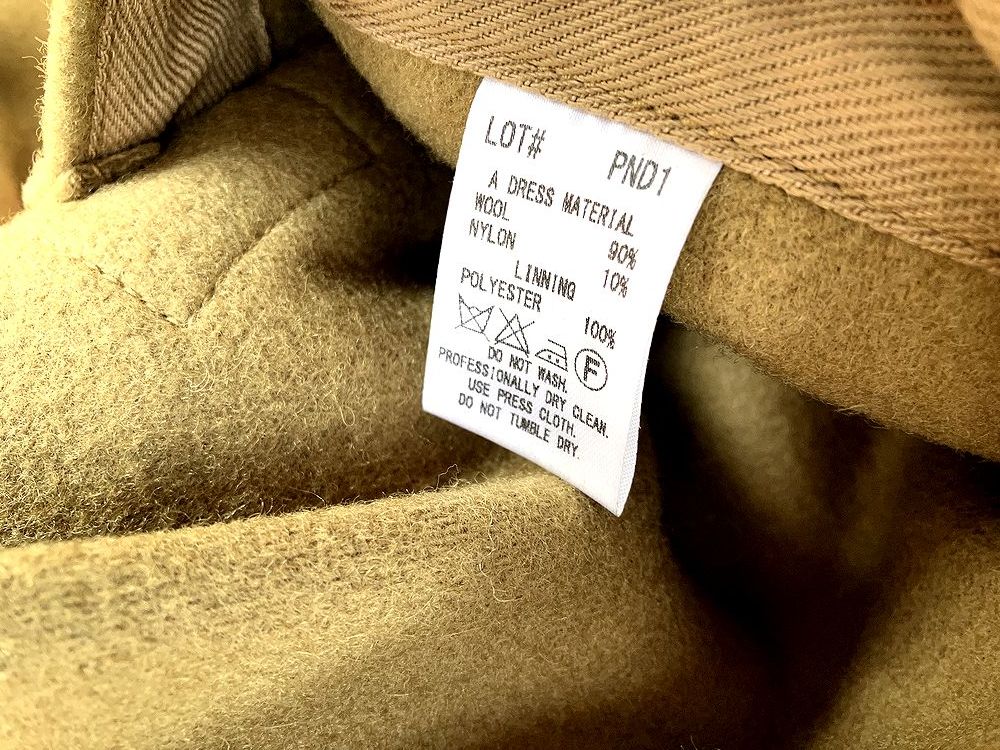 LOT# PND1
A DRESS MATERIAL
WOOL 90%
NYLON 10%
LINNING
POLYESTER 100%
F
DO NOT WASH.
PROFESSIONALLY DRY CLEAN.
USE PRESS CLOTH.
DO NOT TUMBLE DRY.